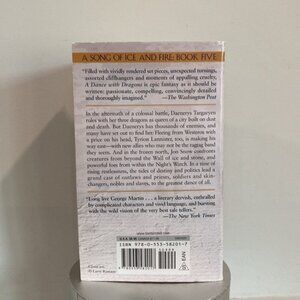 A SONG OF ICE AND FIRE: BOOK FIVE
"Filled with vividly rendered set pieces, unexpected turnings,
assorted cliffhangers and moments of appalling cruelty,
A Dance with Dragons is epic fantasy as it should be
written: passionate, compelling, convincingly detailed
and thoroughly imagined."
—The Washington Post
In the aftermath of a colossal battle, Daenerys Targaryen
rules with her three dragons as queen of a city built on dust
and death. But Daenerys has thousands of enemies, and
many have set out to find her. Fleeing from Westeros with
a price on his head, Tyrion Lannister, too, is making his way
east—with new allies who may not be the ragtag band
they seem. And in the frozen north, Jon Snow confronts
creatures from beyond the Wall of ice and stone, and
powerful foes from within the Night's Watch. In a time of
rising restlessness, the tides of destiny and politics lead a
grand cast of outlaws and priests, soldiers and skin-
changers, nobles and slaves, to the greatest dance of all.
"Long live George Martin . . . a literary dervish, enthralled
by complicated characters and vivid language, and bursting
with the wild vision of the very best tale tellers."
—The New York Times
ISBN 978-0-553-58201-7